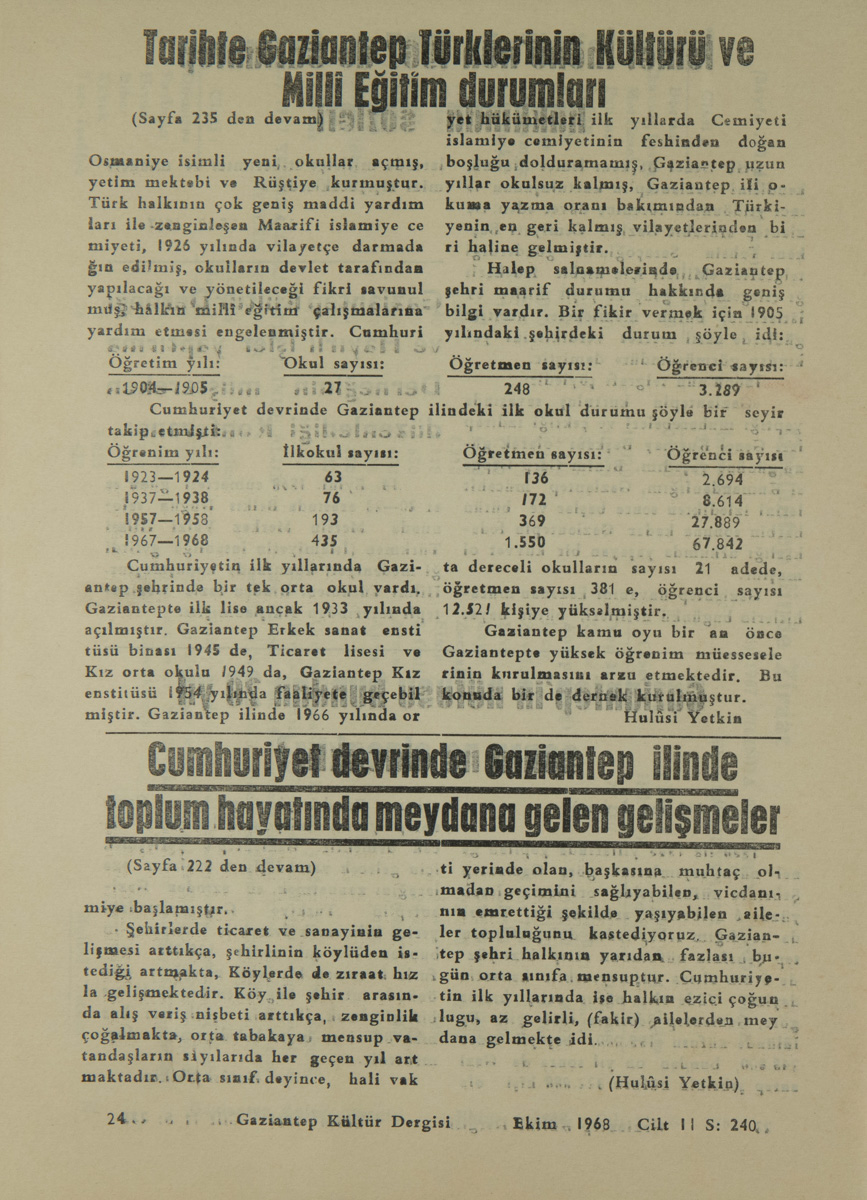 Tarihte Gaziantep Türklerinin Kültürü ve
Millî Eğitim durumları
(Sayfa 235 den devam)
Osmaniye isimli yeni okullar açmış,
yetim mektebi ve Rüştiye kurmuştur.
Türk halkının çok geniş maddi yardım
ları ile zenginleşen Maarifi islamiye ce
miyeti, 1926 yılında vilayetçe darmada
ğın edilmiş, okulların devlet tarafından
yapılacağı ve yönetileceği fikri savunul
muş, halkın millî eğitim çalışmalarına
yardım etmesi engelenmiştir. Cumhuri
yet hükümetleri ilk yıllarda Cemiyeti
islamiye cemiyetinin feshinden doğan
boşluğu dolduramamış, Gaziantep uzun
yıllar okulsuz kalmış, Gaziantep ili o-
kuma yazma oranı bakımından Türki-
yenin en geri kalmış vilayetlerinden bi
ri haline gelmiştir.
Halep salnamelerinde Gaziantep
şehri maarif durumu hakkında geniş
bilgi vardır. Bir fikir vermek için 1905
yılındaki şehirdeki durum şöyle idi:
Öğretim yılı: Okul sayısı: Öğretmen sayısı: Öğrenci sayısı:
1904—1905 27 248 3.289
Cumhuriyet devrinde Gaziantep ilindeki ilk okul durumu şöyle bir seyir
takip etmiştir:
Öğrenim yılı: İlkokul sayısı: Öğretmen sayısı: Öğrenci sayısı
1923—1924 63 136 2.694
1937—1938 76 172 8.614
1957—1958 193 369 27.889
1967—1968 435 1.550 67.842
Cumhuriyetin ilk yıllarında Gazi-
antep şehrinde bir tek orta okul vardı.
Gaziantepte ilk lise ancak 1933 yılında
açılmıştır. Gaziantep Erkek sanat ensti
tüsü binası 1945 de, Ticaret lisesi ve
Kız orta okulu 1949 da, Gaziantep Kız
enstitüsü 1954 yılında faaliyete geçebil
miştir. Gaziantep ilinde 1966 yılında or
ta dereceli okulların sayısı 21 adede,
öğretmen sayısı 381 e, öğrenci sayısı
12.521 kişiye yükselmiştir.
Gaziantep kamu oyu bir an önce
Gaziantepte yüksek öğrenim müessesele
rinin kurulmasını arzu etmektedir. Bu
konuda bir de dernek kurulmuştur.
Hulûsi Yetkin
Cumhuriyet devrinde Gaziantep ilinde
toplum hayatında meydana gelen gelişmeler
(Sayfa 222 den devam)
miye başlamıştır.
Şehirlerde ticaret ve sanayinin ge-
lişmesi arttıkça, şehirlinin köylüden is-
tediği artmakta, Köylerde de ziraat hız
la gelişmektedir. Köy ile şehir arasın-
da alış veriş nisbeti arttıkça, zenginlik
çoğalmakta, orta tabakaya mensup va-
tandaşların siyılarıda her geçen yıl art
maktadır. Orta sınıf deyince, hali vak
ti yerinde olan, başkasına muhtaç ol-
madan geçimini sağlıyabilen, vicdanı-
nın emrettiği şekilde yaşıyabilen aile-
ler topluluğunu kastediyoruz. Gazian-
tep şehri halkının yarıdan fazlası bu-
gün orta sınıfa mensuptur. Cumhuriye-
tin ilk yıllarında ise halkın ezici çoğun
lugu, az gelirli, (fakir) ailelerden mey
dana gelmekte idi.
(Hulûsi Yetkin)
24 Gaziantep Kültür Dergisi Ekim 1968 Cilt 11 S: 240